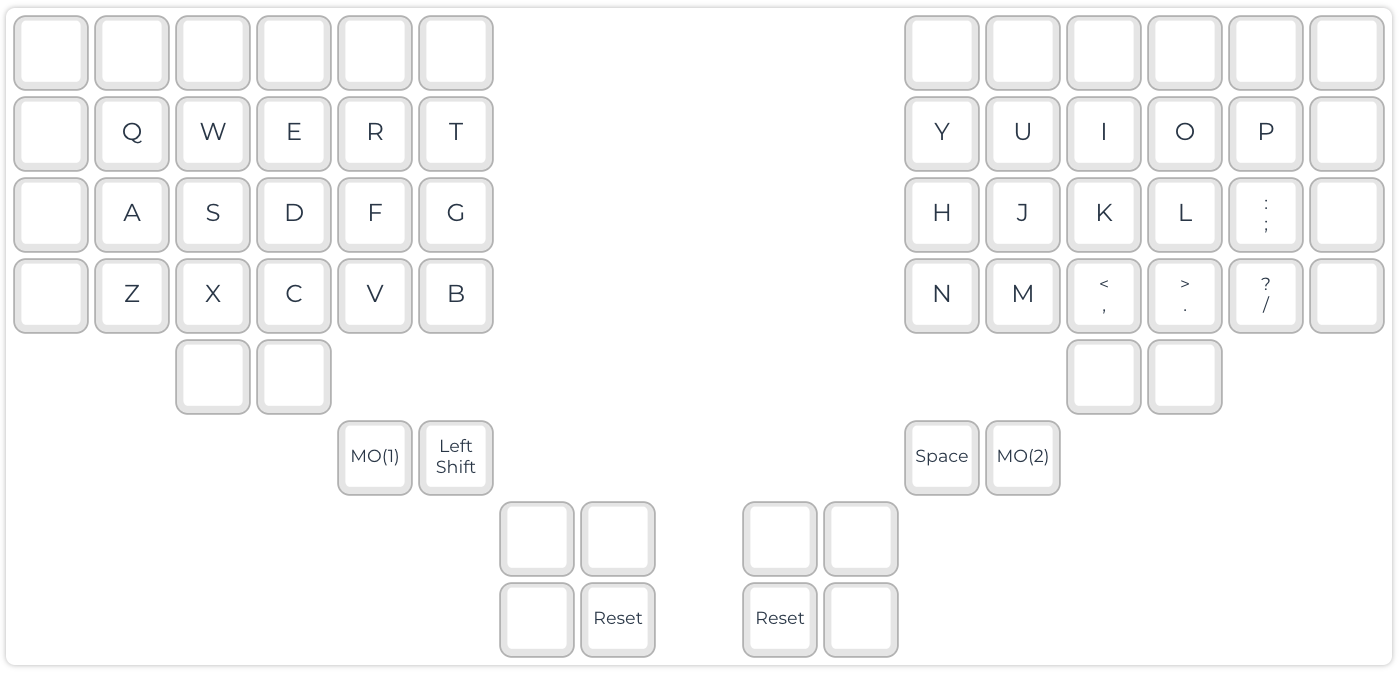 Q W E R T Y U I O P
A S D F G H J K L :
;
Z X C V B N M < > ?
, . /
MO(1) Left Shift Space MO(2)
Reset Reset